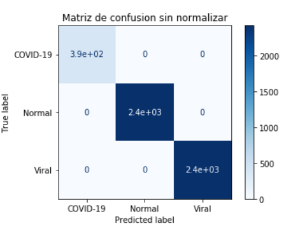 Matriz de confusion sin normalizar
True label
COVID-19
3.9e+02 0 0
Normal
0 2.4e+03 0
Viral
0 0 2.4e+03
COVID-19 Normal Viral
Predicted label
2000
1500
1000
500
0